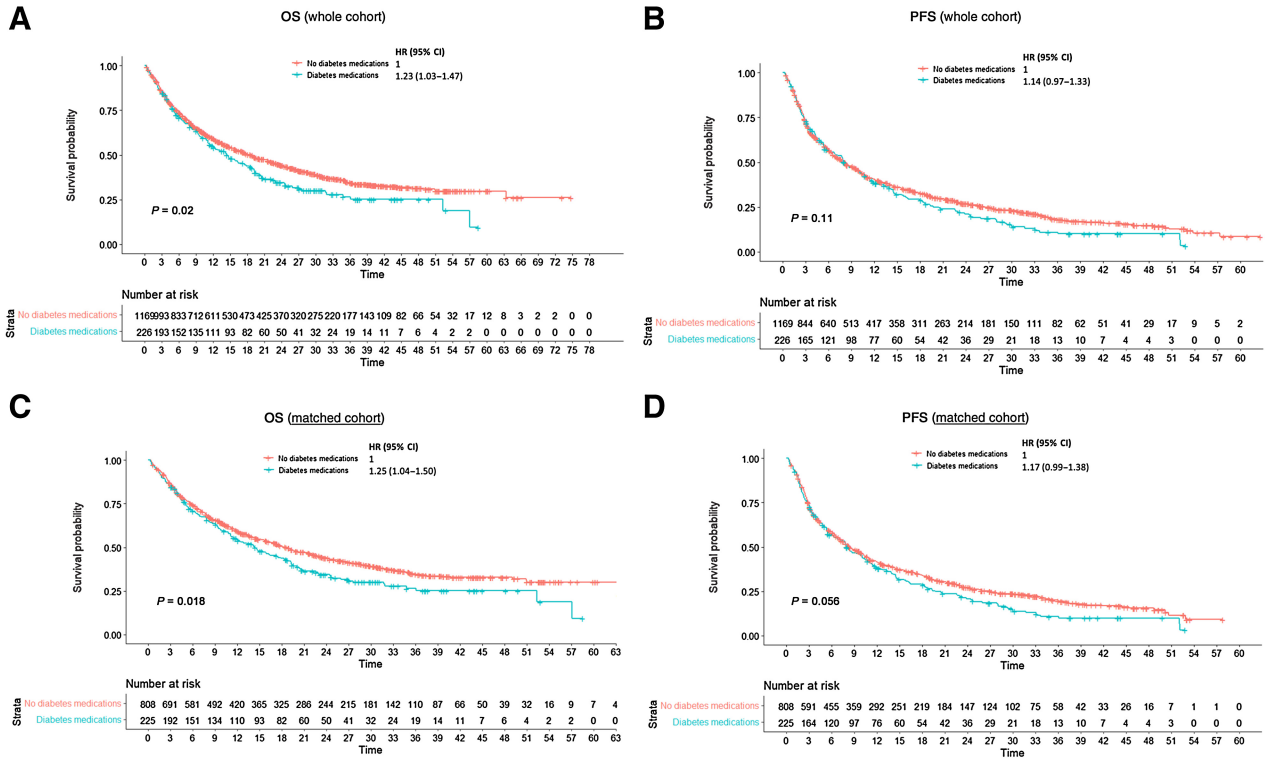 A
OS (whole cohort)
HR (95% CI)
No diabetes medications 1
Diabetes medications 1.23 (1.03–1.47)
1.00
0.75
0.50
0.25
0.00
Survival probability
P = 0.02
0 3 6 9 12 15 18 21 24 27 30 33 36 39 42 45 48 51 54 57 60 63 66 69 72 75 78
Time
Number at risk
Strata
No diabetes medications 1169 993 833 712 611 530 473 425 370 320 275 220 177 143 109 82 66 54 32 17 12 8 3 2 2 0 0
Diabetes medications 226 193 152 135 111 93 82 60 50 41 32 24 19 14 11 7 6 4 2 2 0 0 0 0 0 0 0
0 3 6 9 12 15 18 21 24 27 30 33 36 39 42 45 48 51 54 57 60 63 66 69 72 75 78
Time
B
PFS (whole cohort)
HR (95% CI)
No diabetes medications 1
Diabetes medications 1.14 (0.97–1.33)
1.00
0.75
0.50
0.25
0.00
Survival probability
P = 0.11
0 3 6 9 12 15 18 21 24 27 30 33 36 39 42 45 48 51 54 57 60
Time
Number at risk
Strata
No diabetes medications 1169 844 640 513 417 358 311 263 214 181 150 111 82 62 51 41 29 17 9 5 2
Diabetes medications 226 165 121 98 77 60 54 42 36 29 21 18 13 10 7 4 4 3 0 0 0
0 3 6 9 12 15 18 21 24 27 30 33 36 39 42 45 48 51 54 57 60
Time
C
OS (matched cohort)
HR (95% CI)
No diabetes medications 1
Diabetes medications 1.25 (1.04–1.50)
1.00
0.75
0.50
0.25
0.00
Survival probability
P = 0.018
0 3 6 9 12 15 18 21 24 27 30 33 36 39 42 45 48 51 54 57 60 63
Time
Number at risk
Strata
No diabetes medications 808 691 581 492 420 365 325 286 244 215 181 142 110 87 66 50 39 32 16 9 7 4
Diabetes medications 225 192 151 134 110 93 82 60 50 41 32 24 19 14 11 7 6 4 2 2 0 0
0 3 6 9 12 15 18 21 24 27 30 33 36 39 42 45 48 51 54 57 60 63
Time
D
PFS (matched cohort)
HR (95% CI)
No diabetes medications 1
Diabetes medications 1.17 (0.99–1.38)
1.00
0.75
0.50
0.25
0.00
Survival probability
P = 0.056
0 3 6 9 12 15 18 21 24 27 30 33 36 39 42 45 48 51 54 57 60
Time
Number at risk
Strata
No diabetes medications 808 591 455 359 292 251 219 184 147 124 102 75 58 42 33 26 16 7 1 1 0
Diabetes medications 225 164 120 97 76 60 54 42 36 29 21 18 13 10 7 4 4 3 0 0 0
0 3 6 9 12 15 18 21 24 27 30 33 36 39 42 45 48 51 54 57 60
Time